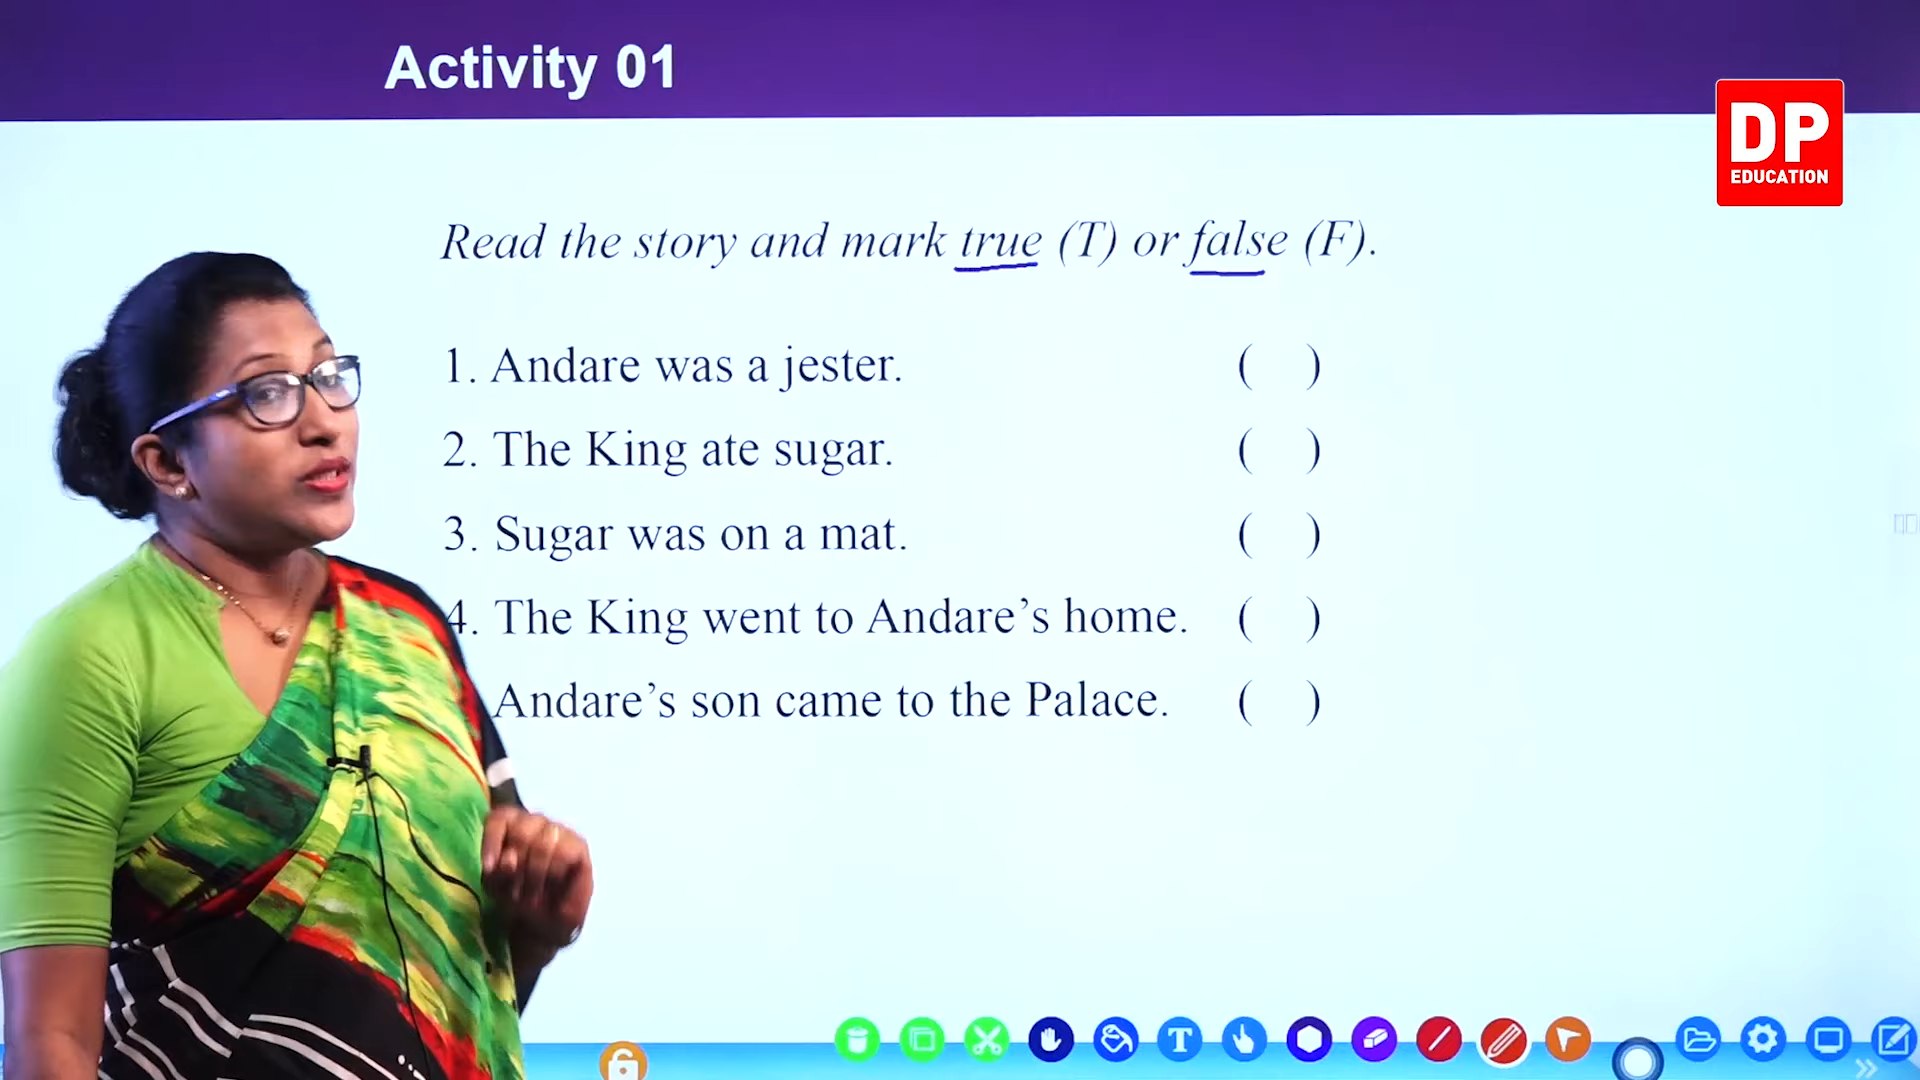 Activity 01
DP
EDUCATION
Read the story and mark true (T) or false (F).
1. Andare was a jester. ( )
2. The King ate sugar. ( )
3. Sugar was on a mat. ( )
4. The King went to Andare’s home. ( )
Andare’s son came to the Palace. ( )
T